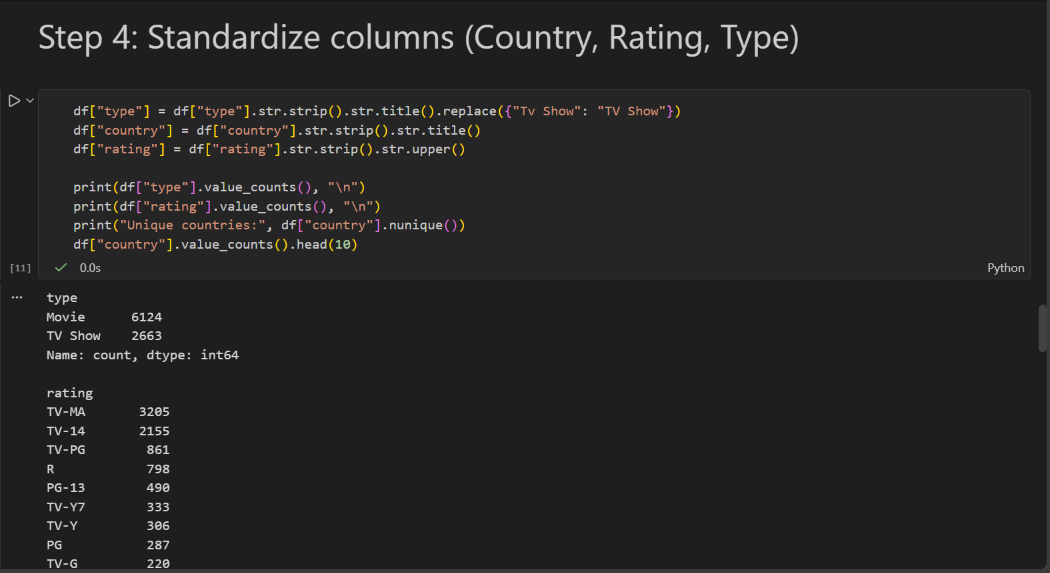 Step 4: Standardize columns (Country, Rating, Type)
df["type"] = df["type"].str.strip().str.title().replace({"Tv Show": "TV Show"})
df["country"] = df["country"].str.strip().str.title()
df["rating"] = df["rating"].str.strip().str.upper()
print(df["type"].value_counts(), "\n")
print(df["rating"].value_counts(), "\n")
print("Unique countries:", df["country"].nunique())
df["country"].value_counts().head(10)
[11] 0.0s Python
type
Movie 6124
TV Show 2663
Name: count, dtype: int64
rating
TV-MA 3205
TV-14 2155
TV-PG 861
R 798
PG-13 490
TV-Y7 333
TV-Y 306
PG 287
TV-G 220